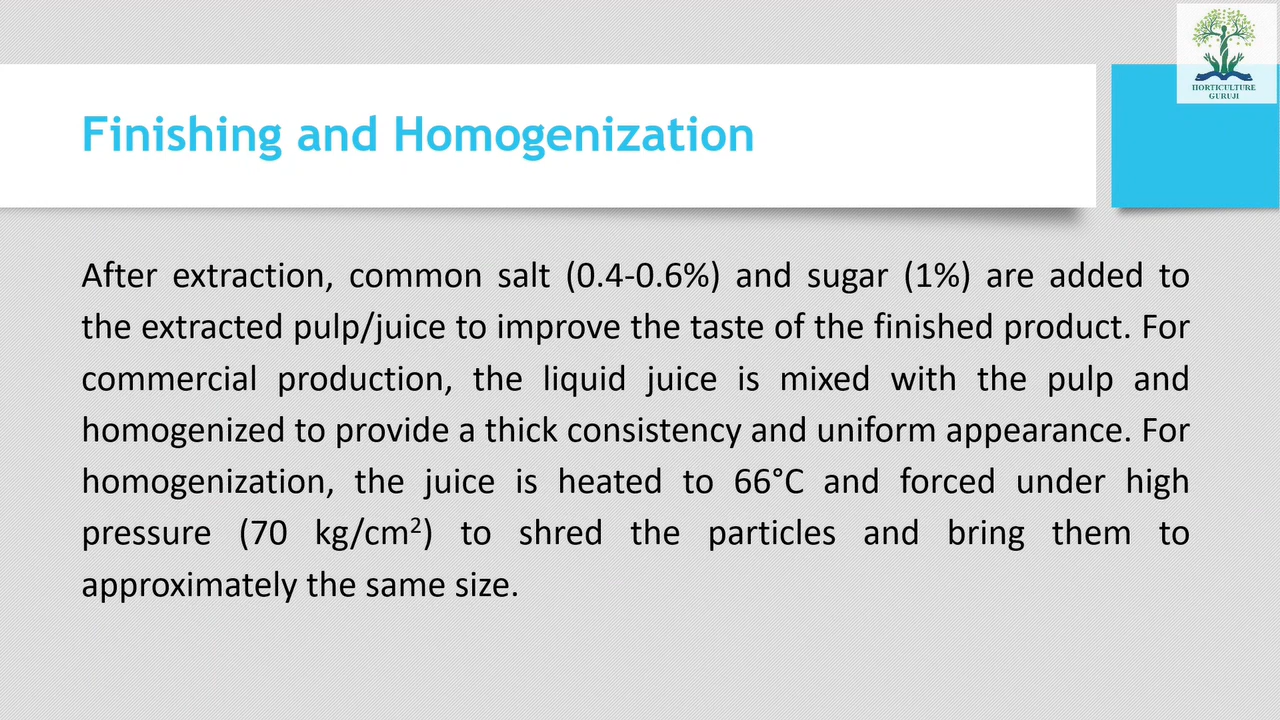 HORTICULTURE
GURUJI
Finishing and Homogenization
After extraction, common salt (0.4-0.6%) and sugar (1%) are added to
the extracted pulp/juice to improve the taste of the finished product. For
commercial production, the liquid juice is mixed with the pulp and
homogenized to provide a thick consistency and uniform appearance. For
homogenization, the juice is heated to 66°C and forced under high
pressure (70 kg/cm²) to shred the particles and bring them to
approximately the same size.